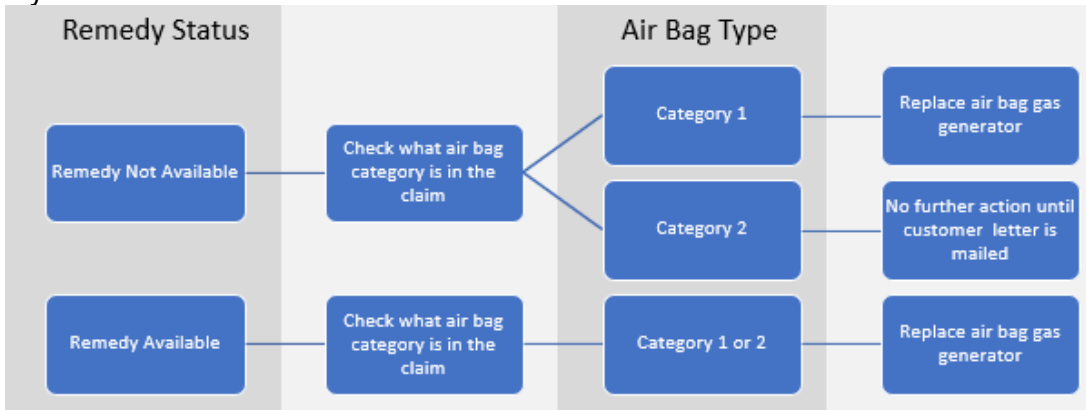 Remedy Status
Air Bag Type
Remedy Not Available
Check what air bag
category is in the
claim
Category 1
Replace air bag gas
generator
Category 2
No further action until
customer letter is
mailed
Remedy Available
Check what air bag
category is in the
claim
Category 1 or 2
Replace air bag gas
generator